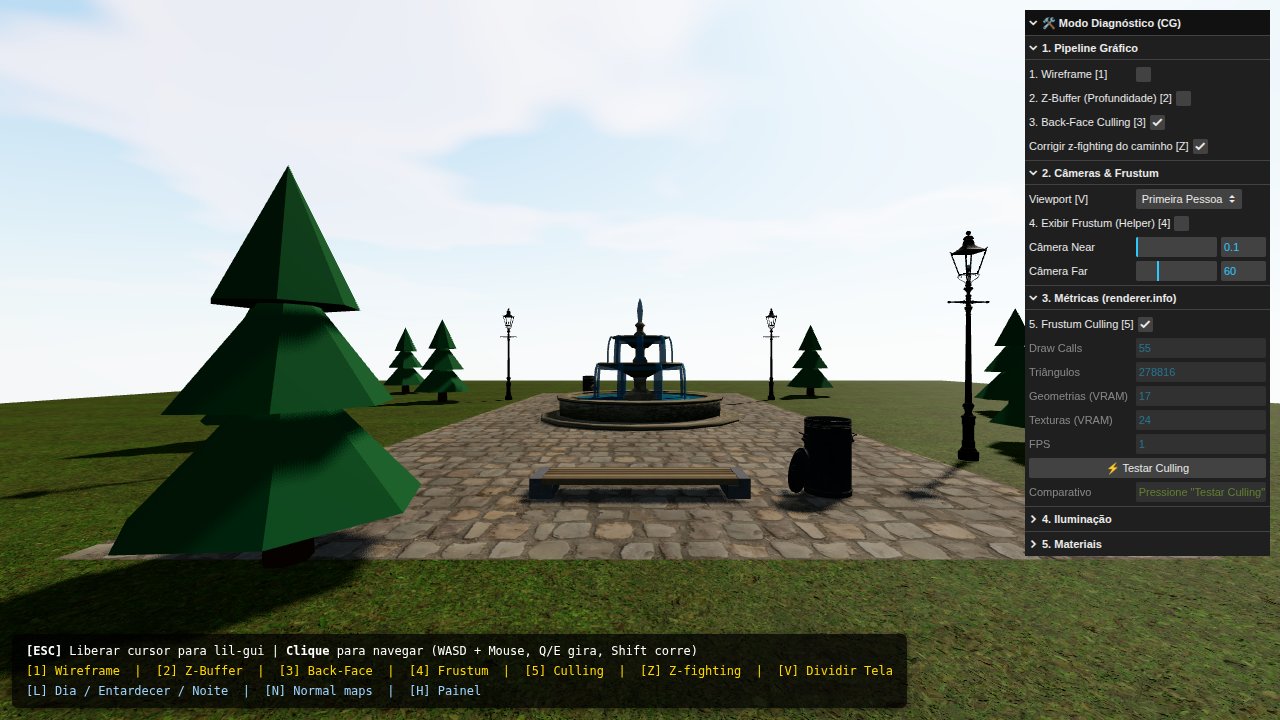 🛠️ Modo Diagnóstico (CG)
1. Pipeline Gráfico
1. Wireframe [1]
2. Z-Buffer (Profundidade) [2]
3. Back-Face Culling [3]
Corrigir z-fighting do caminho [Z]
2. Câmeras & Frustum
Viewport [V] Primeira Pessoa
4. Exibir Frustum (Helper) [4]
Câmera Near 0.1
Câmera Far 60
3. Métricas (renderer.info)
5. Frustum Culling [5]
Draw Calls 55
Triângulos 278816
Geometrias (VRAM) 17
Texturas (VRAM) 24
FPS 1
⚡ Testar Culling
Comparativo Pressione "Testar Culling"
4. Iluminação
5. Materiais
[ESC] Liberar cursor para lil-gui | Clique para navegar (WASD + Mouse, Q/E gira, Shift corre)
[1] Wireframe | [2] Z-Buffer | [3] Back-Face | [4] Frustum | [5] Culling | [Z] Z-fighting | [V] Dividir Tela
[L] Dia / Entardecer / Noite | [N] Normal maps | [H] Painel